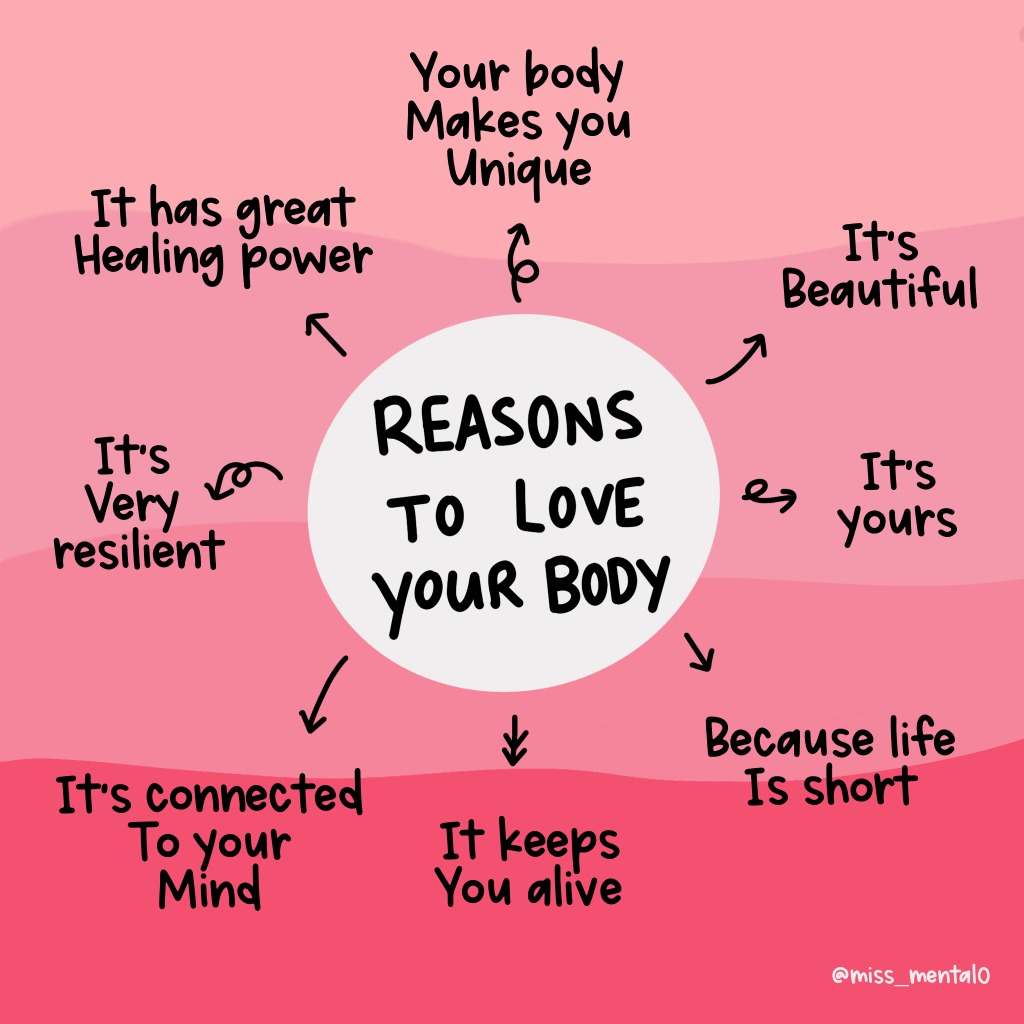 Your body
Makes you
Unique
It has great
Healing power
It's
Beautiful
REASONS
TO LOVE
YOUR BODY
It's
Very
resilient
It's
yours
Because life
Is short
It's connected
To your
Mind
It keeps
You alive
@miss_mental0